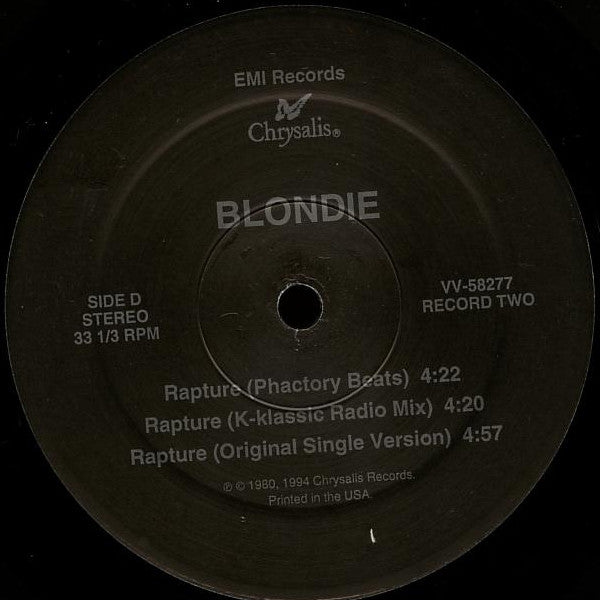 EMI Records
Chrysalis®
BLONDIE
SIDE D
STEREO
33 1/3 RPM
VV-58277
RECORD TWO
Rapture (Phactory Beats) 4:22
Rapture (K-klassic Radio Mix) 4:20
Rapture (Original Single Version) 4:57
℗ © 1980, 1994 Chrysalis Records.
Printed in the USA.